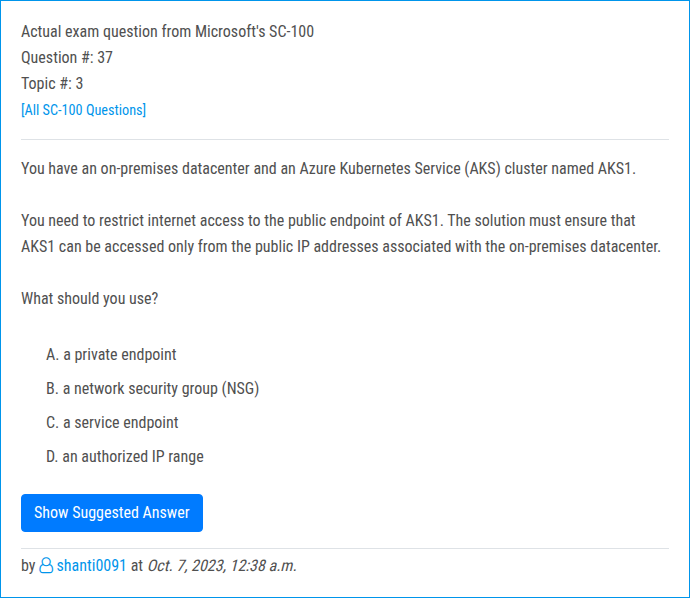 Actual exam question from Microsoft's SC-100
Question #: 37
Topic #: 3
[All SC-100 Questions]
You have an on-premises datacenter and an Azure Kubernetes Service (AKS) cluster named AKS1.
You need to restrict internet access to the public endpoint of AKS1. The solution must ensure that
AKS1 can be accessed only from the public IP addresses associated with the on-premises datacenter.
What should you use?
A. a private endpoint
B. a network security group (NSG)
C. a service endpoint
D. an authorized IP range
Show Suggested Answer
by shanti0091 at Oct. 7, 2023, 12:38 a.m.